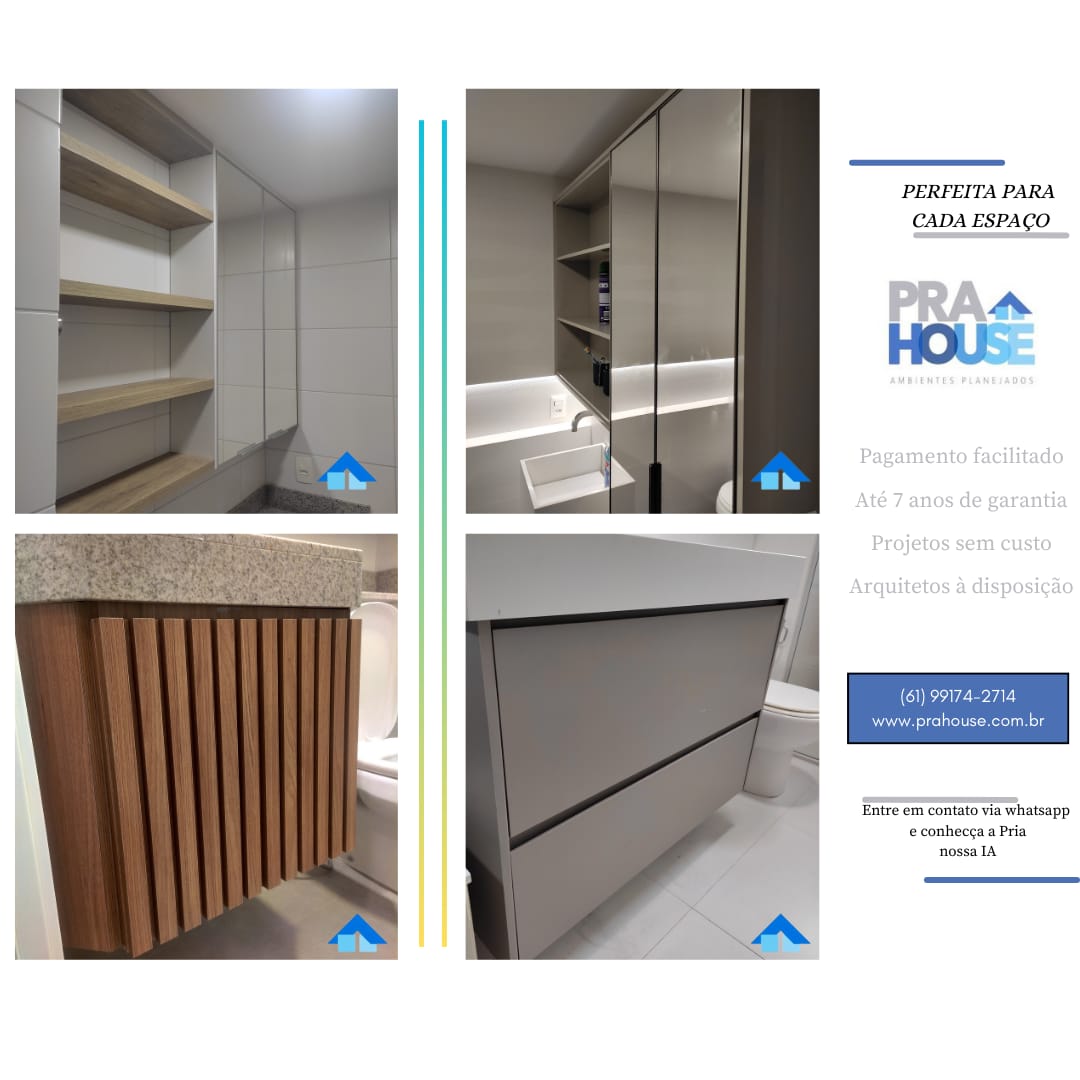 PERFEITA PARA
CADA ESPAÇO
PRA
HOUSE
AMBIENTES PLANEJADOS
Pagamento facilitado
Até 7 anos de garantia
Projetos sem custo
Arquitetos à disposição
(61) 99174-2714
www.prahouse.com.br
Entre em contato via whatsapp
e conhecça a Pria
nossa IA